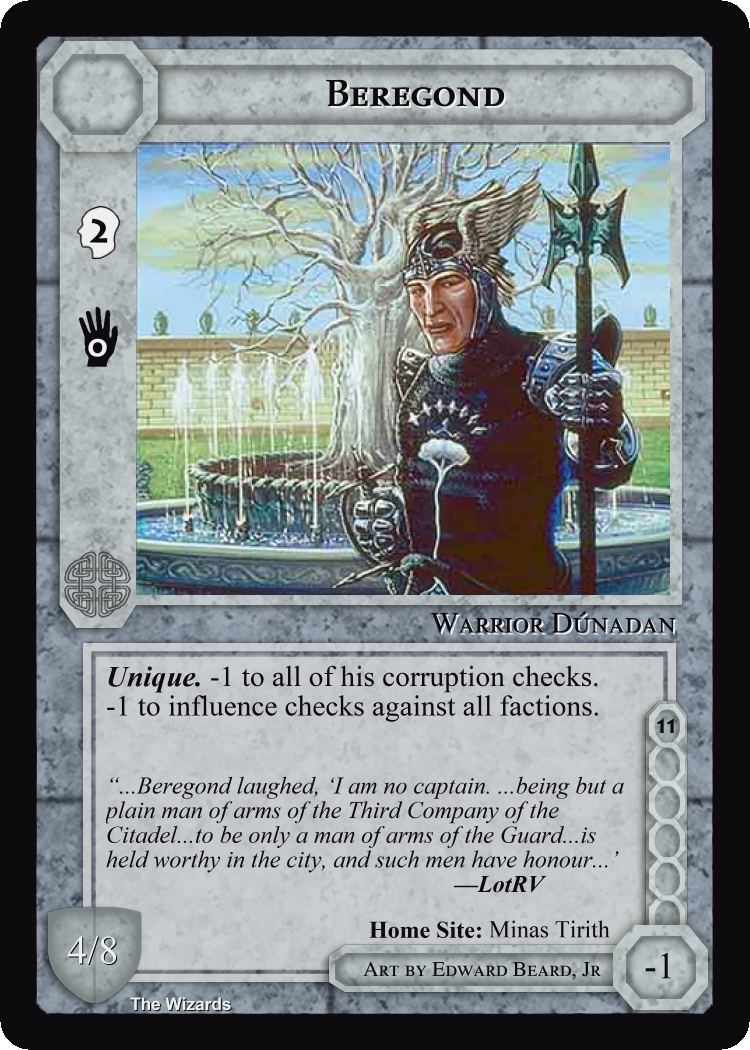 Beregond
2
0
Warrior Dúnadan
Unique. -1 to all of his corruption checks.
-1 to influence checks against all factions.
11
“...Beregond laughed, ‘I am no captain. ...being but a
plain man of arms of the Third Company of the
Citadel...to be only a man of arms of the Guard...is
held worthy in the city, and such men have honour...’
—LotRV
Home Site: Minas Tirith
4/8
Art by Edward Beard, Jr
-1
The Wizards